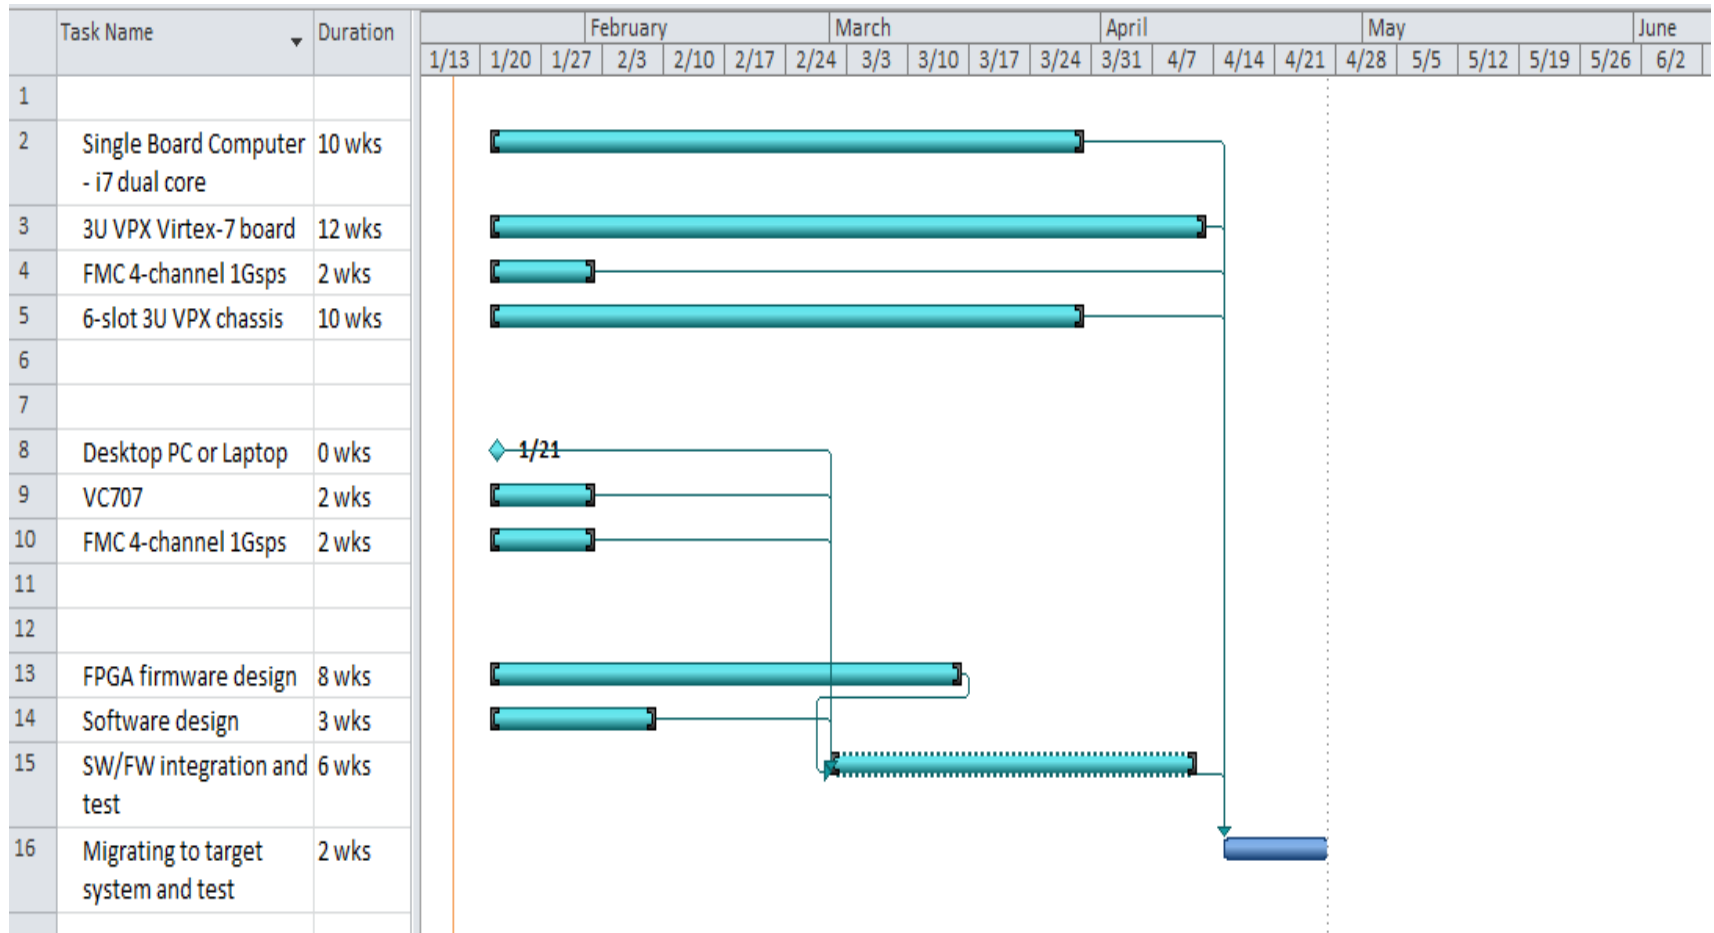 Task Name Duration February March April May June
1/13 1/20 1/27 2/3 2/10 2/17 2/24 3/3 3/10 3/17 3/24 3/31 4/7 4/14 4/21 4/28 5/5 5/12 5/19 5/26 6/2
1
2 Single Board Computer 10 wks
- i7 dual core
3 3U VPX Virtex-7 board 12 wks
4 FMC 4-channel 1Gsps 2 wks
5 6-slot 3U VPX chassis 10 wks
6
7
8 Desktop PC or Laptop 0 wks 1/21
9 VC707 2 wks
10 FMC 4-channel 1Gsps 2 wks
11
12
13 FPGA firmware design 8 wks
14 Software design 3 wks
15 SW/FW integration and 6 wks
test
16 Migrating to target 2 wks
system and test